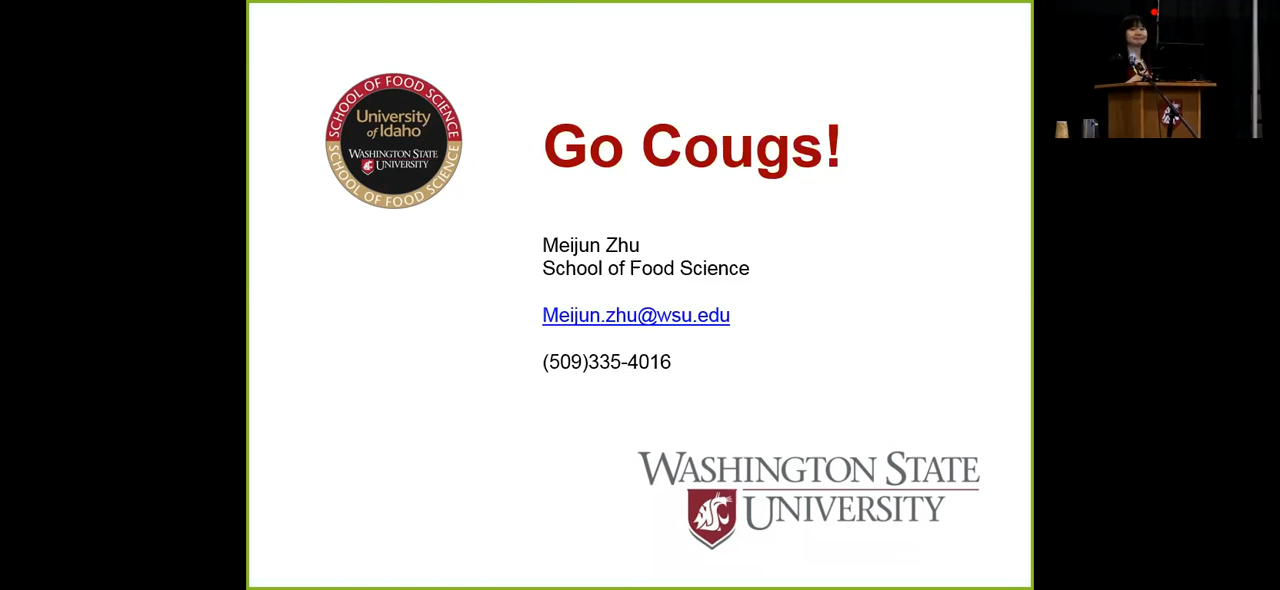 SCHOOL OF FOOD SCIENCE
University
of Idaho
WASHINGTON STATE
UNIVERSITY
SCHOOL OF FOOD SCIENCE
Go Cougs!
Meijun Zhu
School of Food Science
Meijun.zhu@wsu.edu
(509)335-4016
WASHINGTON STATE
UNIVERSITY